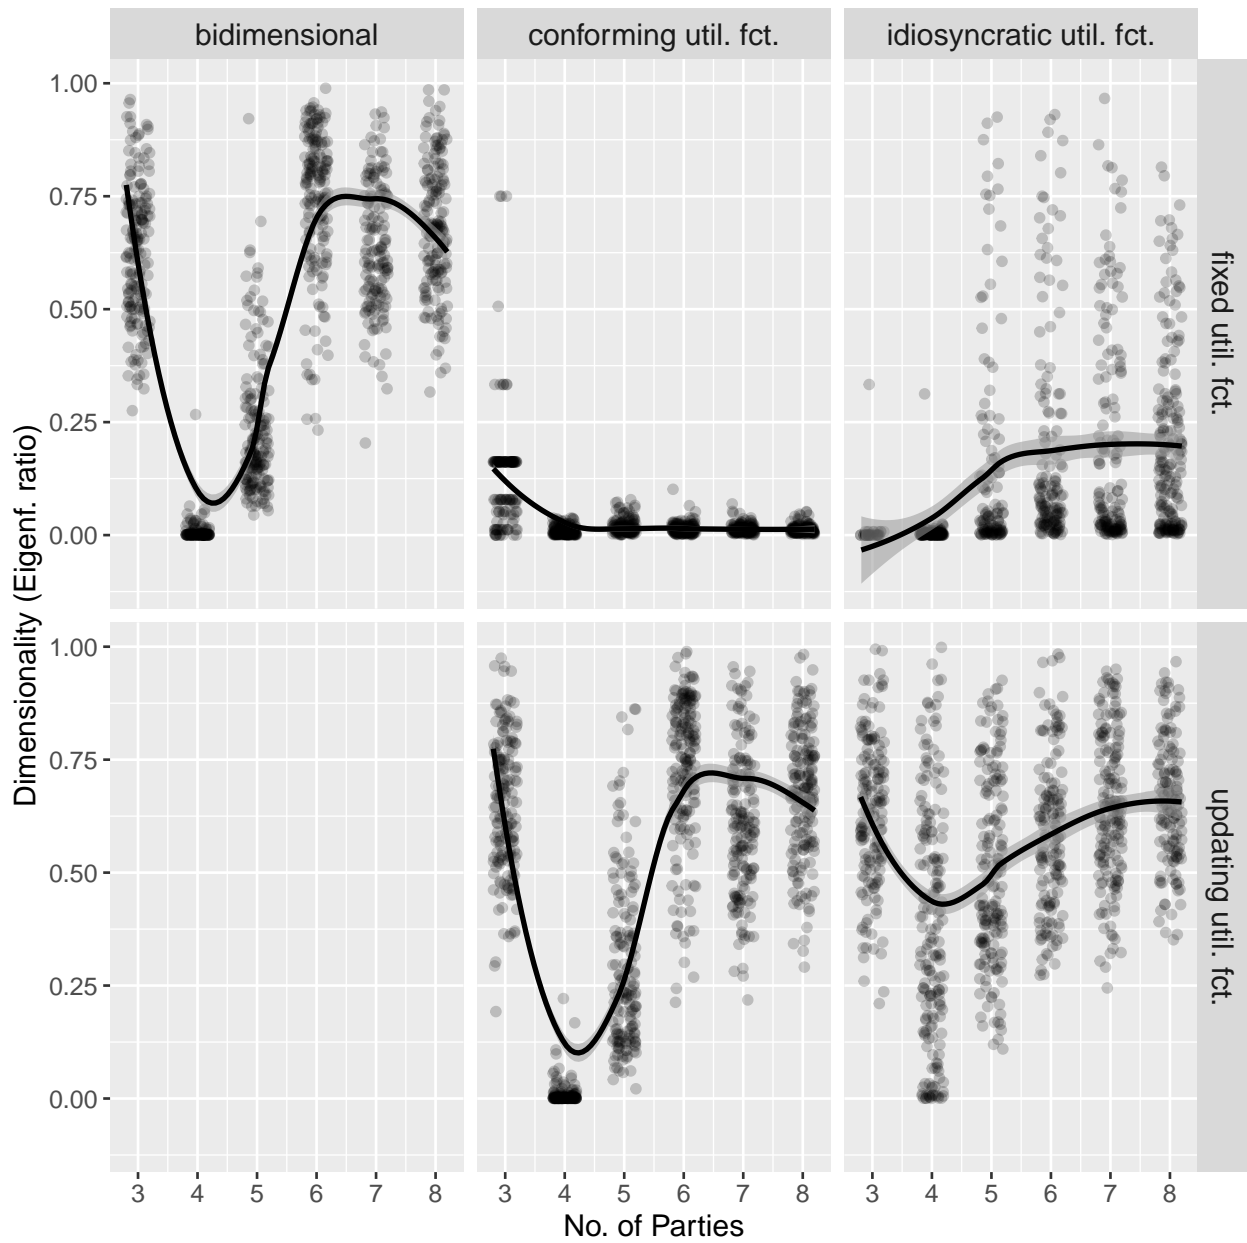 bidimensional
conforming util. fct.
idiosyncratic util. fct.
Dimensionality (Eigenf. ratio)
1.00
0.75
0.50
0.25
0.00
fixed util. fct.
1.00
0.75
0.50
0.25
0.00
updating util. fct.
3 4 5 6 7 8
3 4 5 6 7 8
3 4 5 6 7 8
No. of Parties